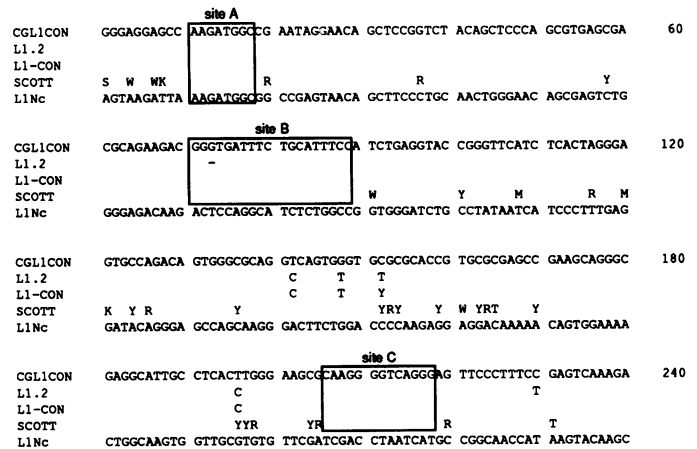 site A
CGL1CON GGGAGGAGCC AAGATGGCCG AATAGGAACA GCTCCGGTCT ACAGCTCCCA GCGTGAGCGA 60
L1.2
L1-CON
SCOTT S W WK R R Y
L1Nc AGTAAGATTA AAGATGGCGG CCGAGTAACA GCTTCCCTGC AACTGGGAAC AGCGAGTCTG
site B
CGL1CON CGCAGAAGAC GGGTGATTTC TGCATTTCCA TCTGAGGTAC CGGGTTCATC TCACTAGGGA 120
L1.2 -
L1-CON
SCOTT W Y M R M
L1Nc GGGAGACAAG ACTCCAGGCA TCTCTGGCCG GTGGGATCTG CCTATAATCA TCCCTTTGAG
CGL1CON GTGCCAGACA GTGGGCGCAG GTCAGTGGGT GCGCGCACCG TGCGCGAGCC GAAGCAGGGC 180
L1.2 C T T
L1-CON C T Y
SCOTT K Y R Y YRY Y W YRT Y
L1Nc GATACAGGGA GCCAGCAAGG GACTTCTGGA CCCCAAGAGG AGGACAAAAA CAGTGGAAAA
site C
CGL1CON GAGGCATTGC CTCACTTGGG AAGCGCAAGG GGTCAGGGAG TTCCCTTTCC GAGTCAAAGA 240
L1.2 C T
L1-CON C
SCOTT YYR YR R T
L1Nc CTGGCAAGTG GTTGCGTGTG TTCGATCGAC CTAATCATGC CGGCAACCAT AAGTACAAGC